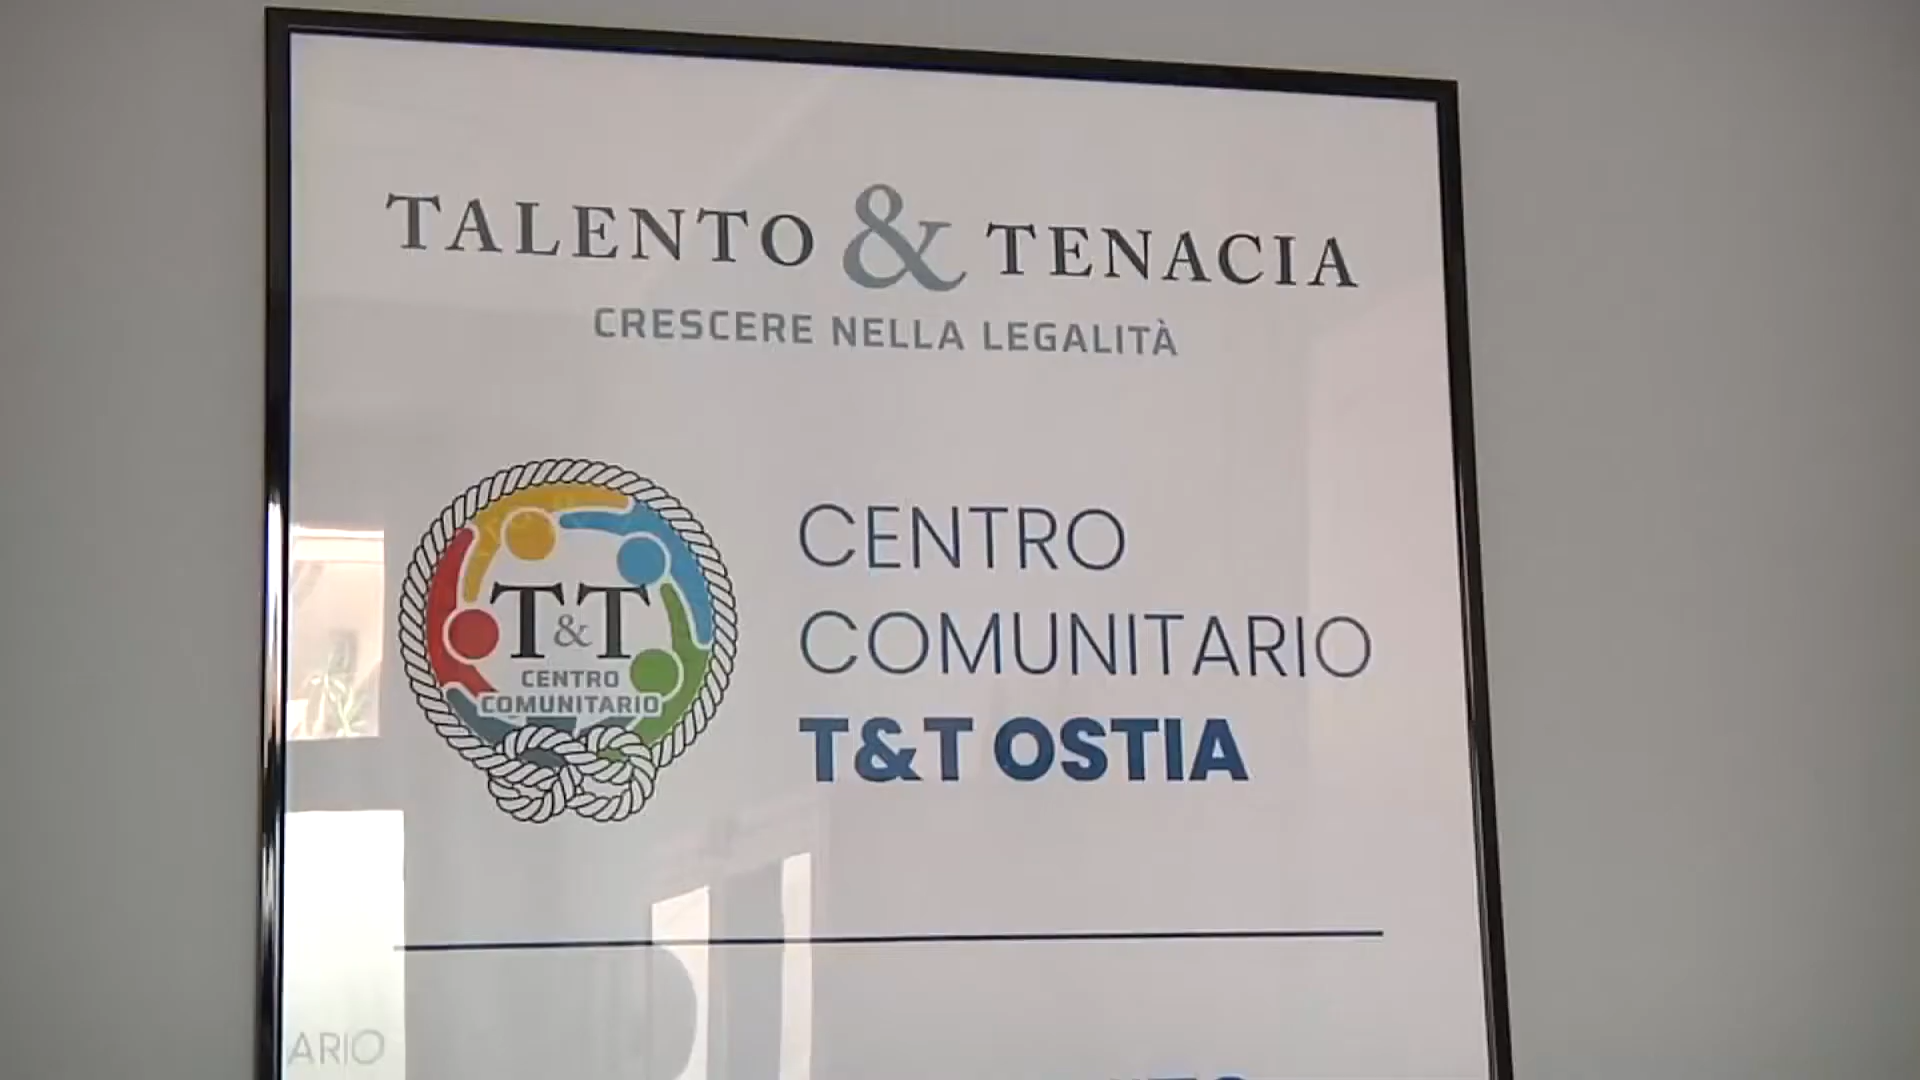 TALENTO & TENACIA
CRESCERE NELLA LEGALITÀ
T&T
CENTRO
COMUNITARIO
CENTRO
COMUNITARIO
T&T OSTIA
ARIO